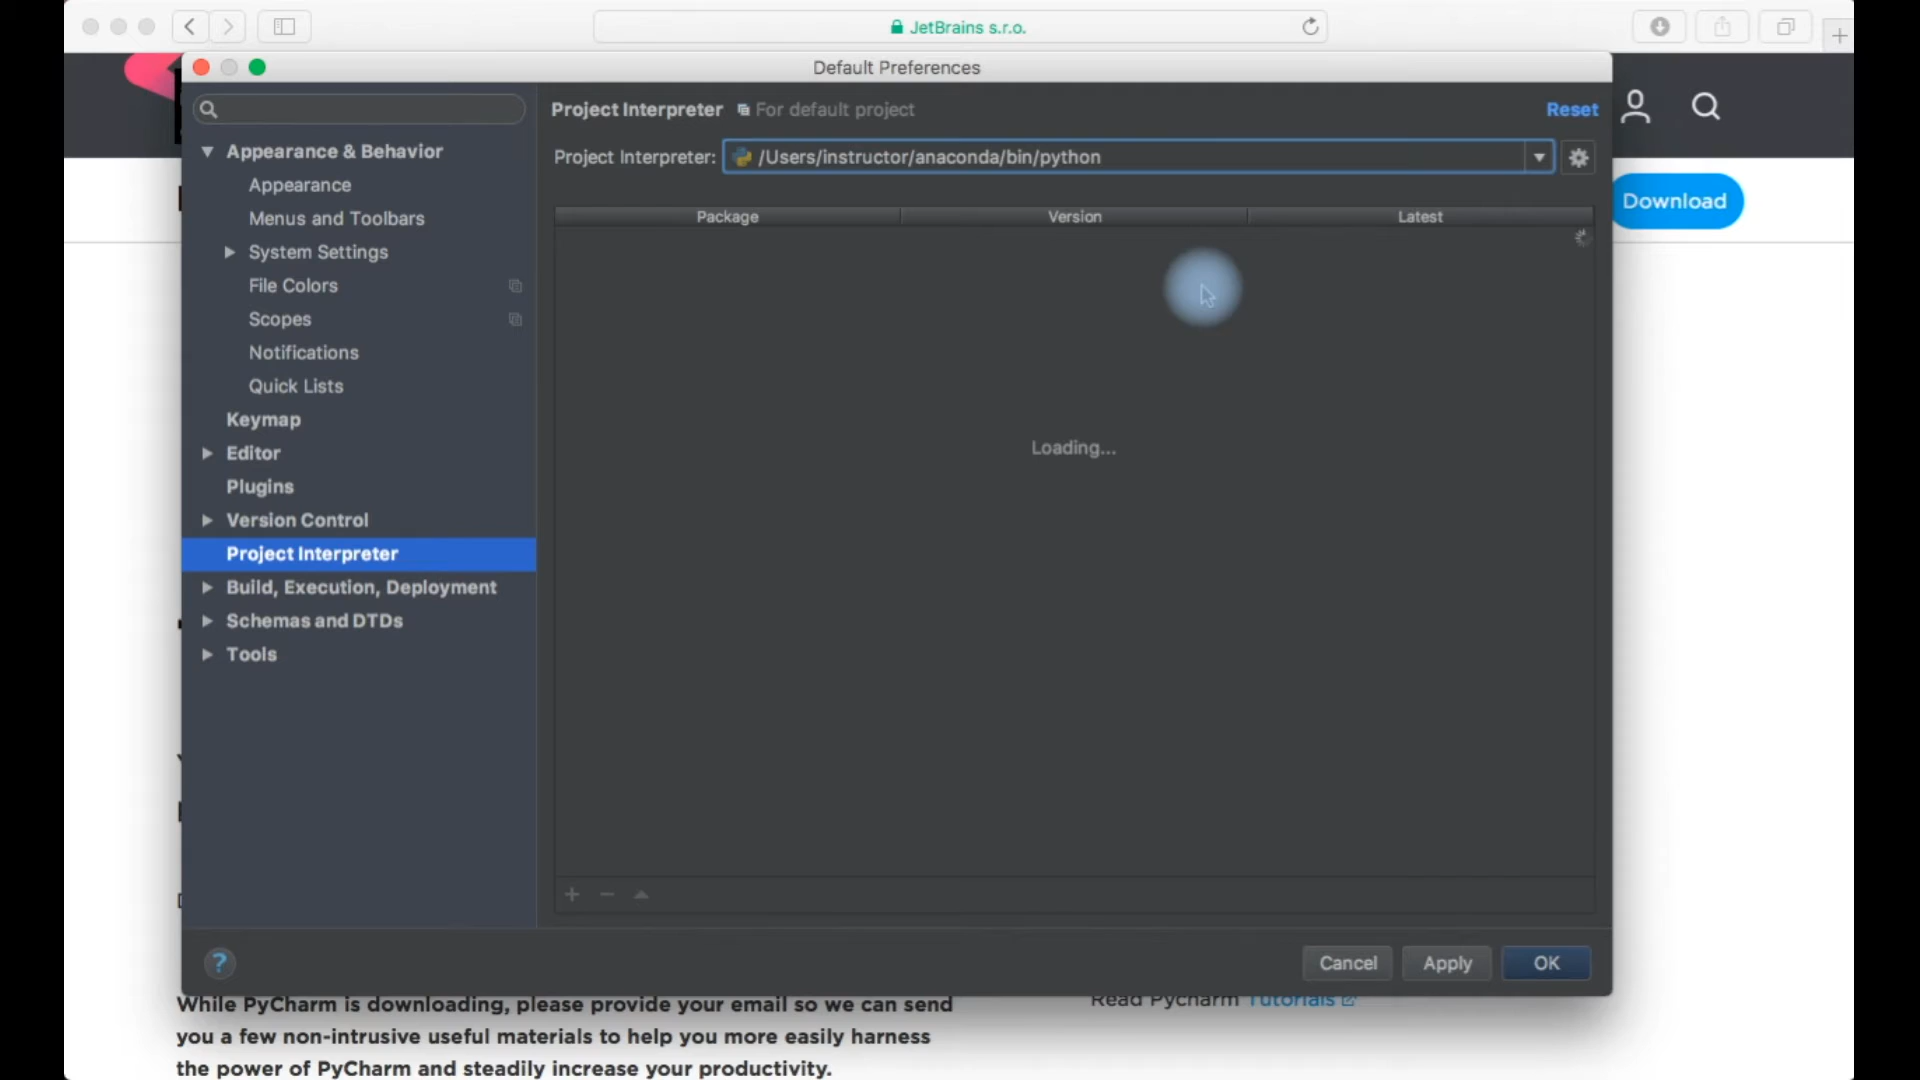 JetBrains s.r.o.
Default Preferences
Project Interpreter For default project
Reset
Appearance & Behavior
Project Interpreter: /Users/instructor/anaconda/bin/python
Appearance
Download
Package Version Latest
Menus and Toolbars
System Settings
File Colors
Scopes
Notifications
Quick Lists
Keymap
Loading...
Editor
Plugins
Version Control
Project Interpreter
Build, Execution, Deployment
Schemas and DTDs
Tools
?
Cancel Apply OK
While PyCharm is downloading, please provide your email so we can send
you a few non-intrusive useful materials to help you more easily harness
the power of PyCharm and steadily increase your productivity.
Read Pycharm Tutorials